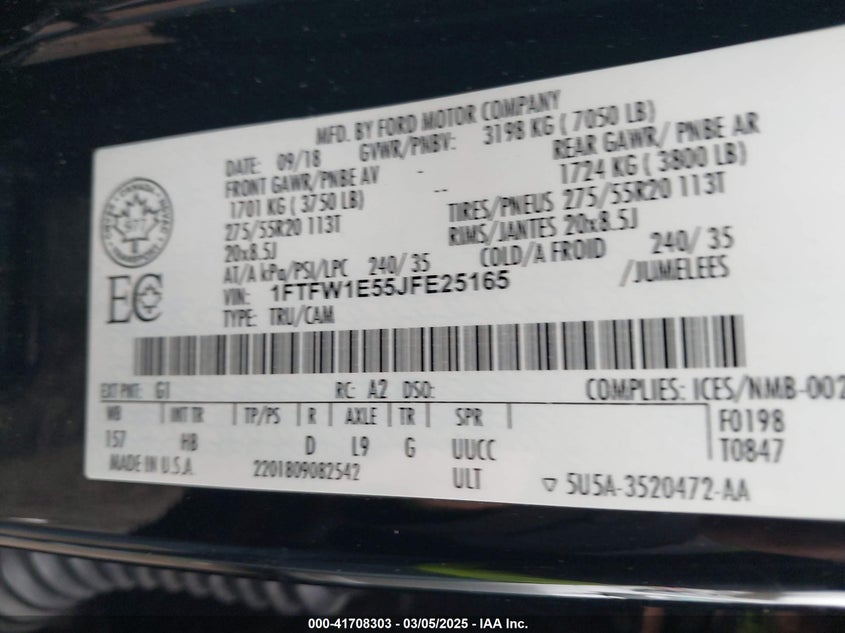 MFD. BY FORD MOTOR COMPANY
DATE: 09/18 GVWR/PNBV: 3198 KG ( 7050 LB)
FRONT GAWR/PNBE AV - REAR GAWR/ PNBE AR
1701 KG ( 3750 LB) -- 1724 KG ( 3800 LB)
275/55R20 113T TIRES/PNEUS 275/55R20 113T
20x8.5J RIMS/JANTES 20x8.5J
AT/A kPa/PSI/LPC 240/ 35 COLD/A FROID 240/ 35
VIN: 1FTFW1E55JFE25165 /JUMELEES
TYPE: TRU/CAM
EC
EXT PNT: G1 RC: A2 DSO: COMPLIES: ICES/NMB-002
WB INT TR TP/PS R AXLE TR SPR F0198
157 HB D L9 G UUCC T0847
MADE IN U.S.A. 2201809082542 ULT 5U5A-3520472-AA
000-41708303 - 03/05/2025 - IAA Inc.